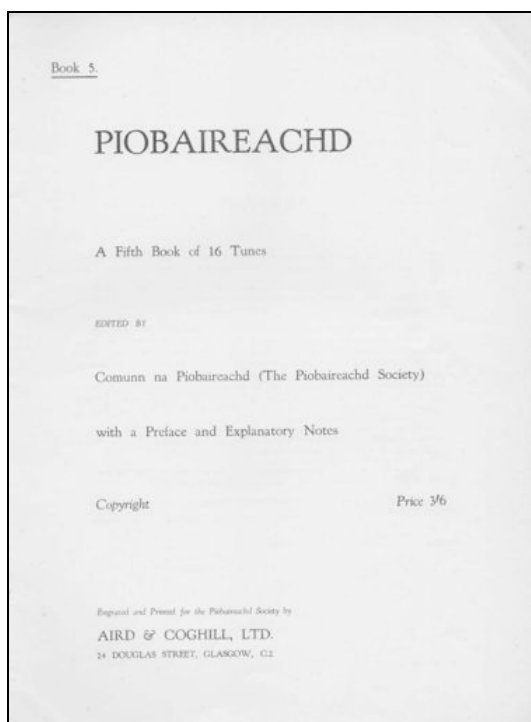 Book 5.
PIOBAIREACHD
A Fifth Book of 16 Tunes
EDITED BY
Comunn na Piobaireachd (The Piobaireachd Society)
with a Preface and Explanatory Notes
Copyright Price 3/6
Engraved and Printed for the Piobaireachd Society by
AIRD & COGHILL, LTD.
24 DOUGLAS STREET, GLASGOW, C.2